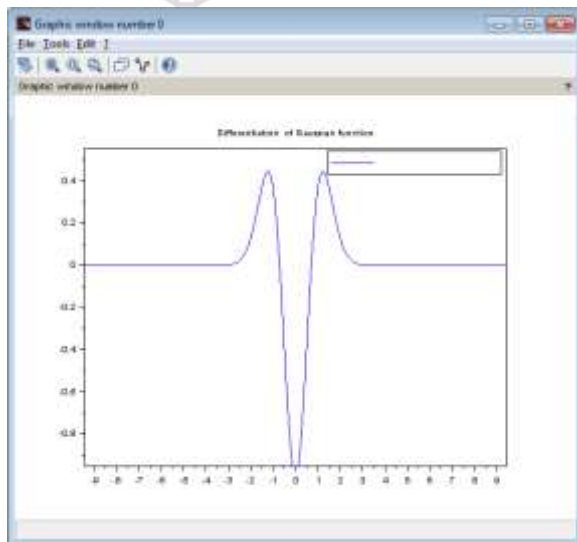 Graphic window number 0
File Tools Edit ?
Graphic window number 0
Differentiation of Gaussian function
0.4
0.2
0
-0.2
-0.4
-0.6
-0.8
-9 -8 -7 -6 -5 -4 -3 -2 -1 0 1 2 3 4 5 6 7 8 9